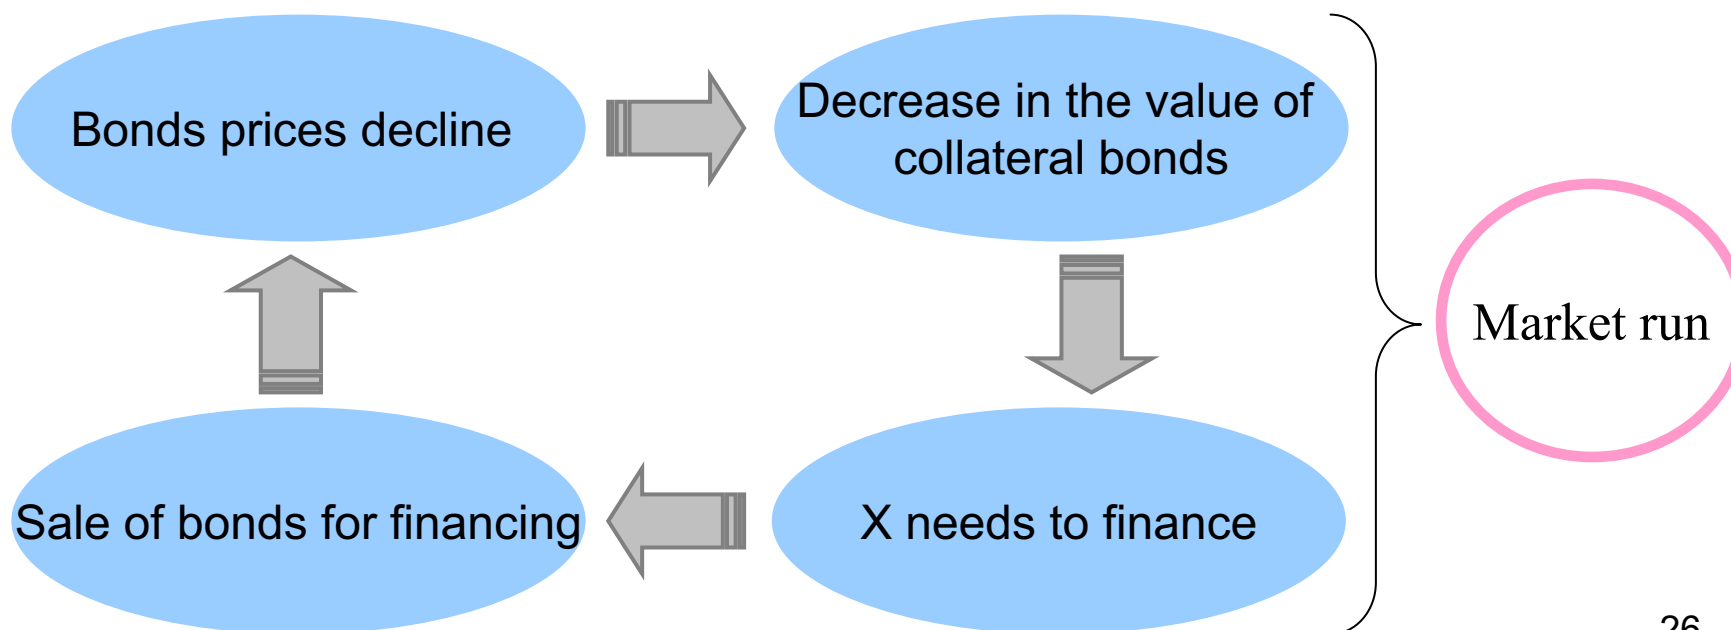 Bonds prices decline
Decrease in the value of
collateral bonds
Market run
Sale of bonds for financing
X needs to finance
26